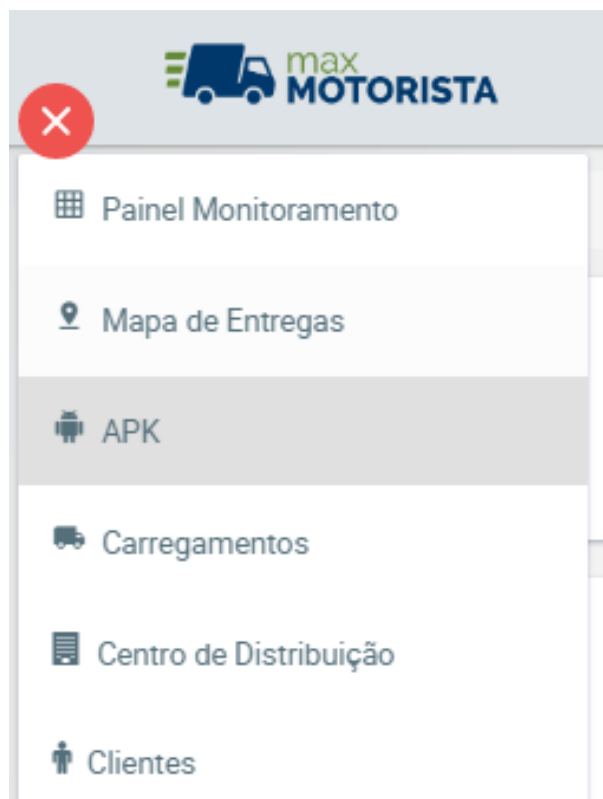 max
MOTORISTA
Painel Monitoramento
Mapa de Entregas
APK
Carregamentos
Centro de Distribuição
Clientes